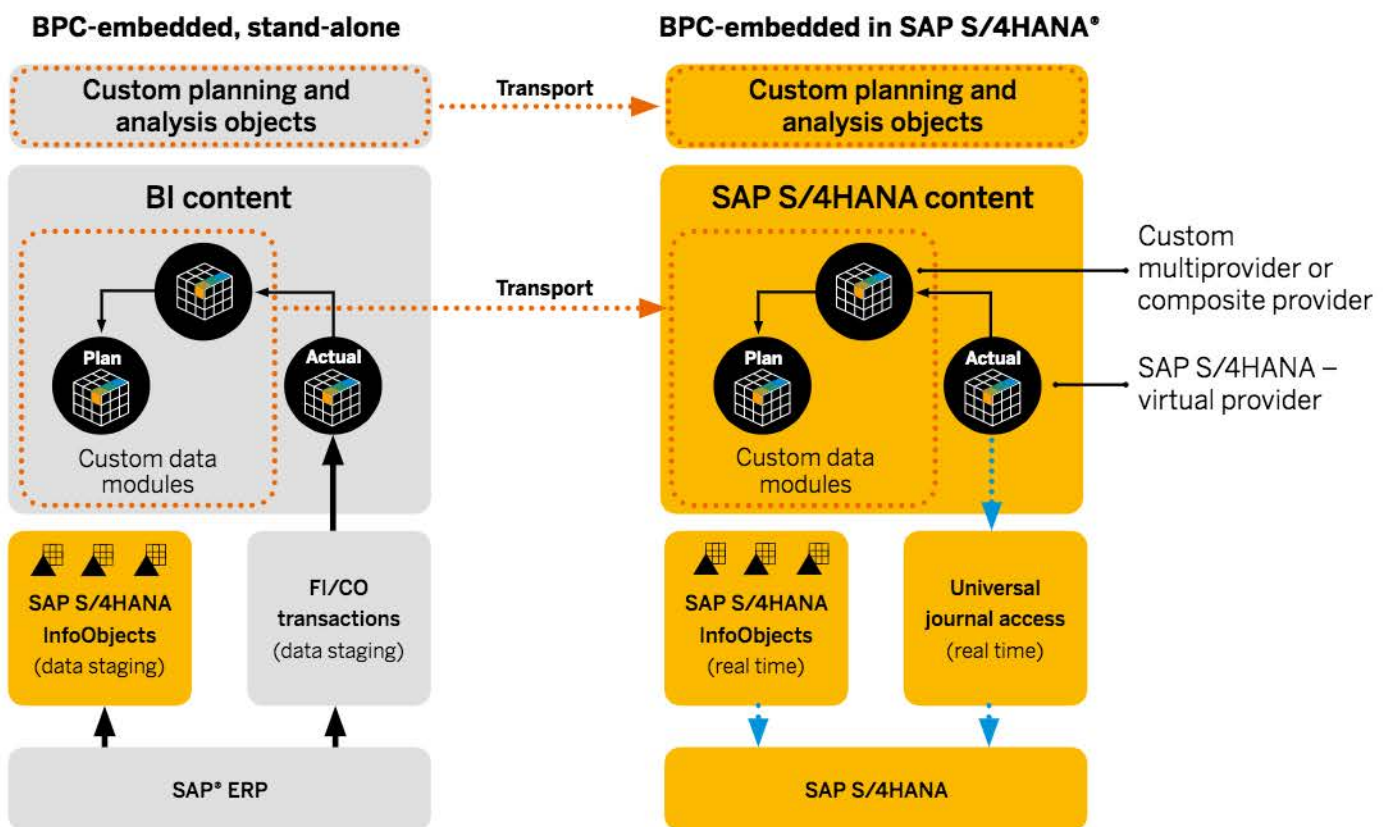 BPC-embedded, stand-alone
Custom planning and
analysis objects
BI content
Plan
Actual
Custom data
modules
SAP S/4HANA
InfoObjects
(data staging)
FI/CO
transactions
(data staging)
SAP® ERP
Transport
Transport
BPC-embedded in SAP S/4HANA®
Custom planning and
analysis objects
SAP S/4HANA content
Plan
Actual
Custom data
modules
SAP S/4HANA
InfoObjects
(real time)
Universal
journal access
(real time)
SAP S/4HANA
Custom
multiprovider or
composite provider
SAP S/4HANA –
virtual provider